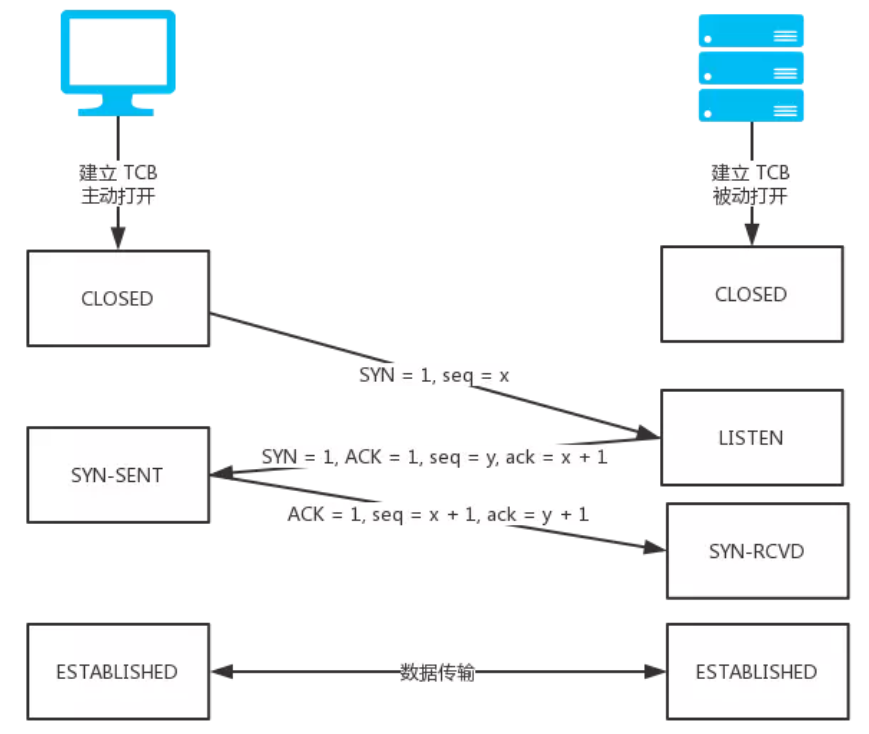 建立 TCB
主动打开
建立 TCB
被动打开
CLOSED
CLOSED
SYN = 1, seq = x
LISTEN
SYN = 1, ACK = 1, seq = y, ack = x + 1
SYN-SENT
ACK = 1, seq = x + 1, ack = y + 1
SYN-RCVD
ESTABLISHED
数据传输
ESTABLISHED